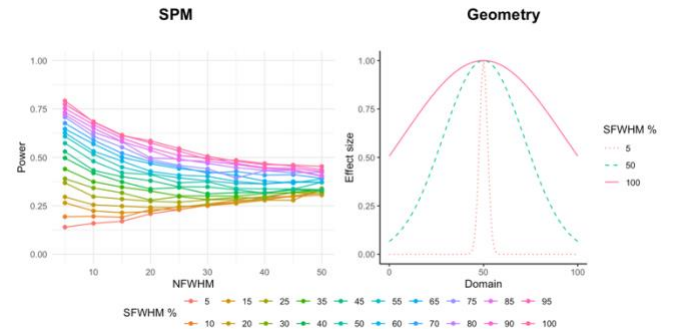 SPM
Geometry
1.00
0.75
0.50
0.25
0.00
Power
10 20 30 40 50
NFWHM
1.00
0.75
0.50
0.25
0.00
Effect size
0 50 100
Domain
SFWHM %
5
50
100
SFWHM %
5 15 25 35 45 55 65 75 85 95
10 20 30 40 50 60 70 80 90 100